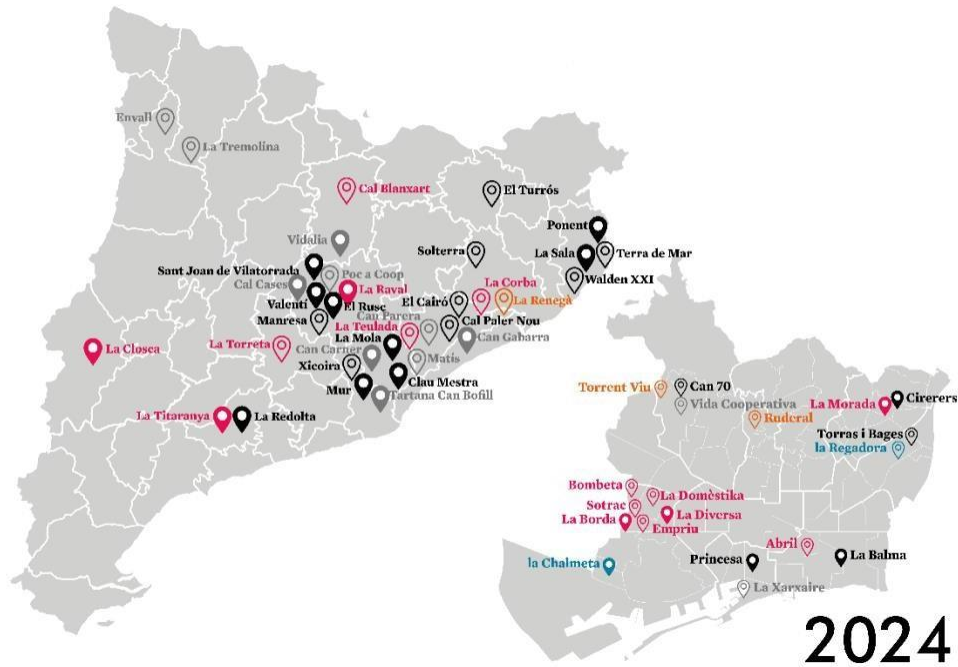 Envall
La Tremolina
Cal Blanxart
El Turrós
Ponent
Vidalia
Solterra
La Sala
Terra de Mar
Sant Joan de Vilatorrada
Poc a Coop
Walden XXI
Cal Cases
La Raval
La Corba
Valentí
El Rusc
El Cairó
La Renegà
Manresa
Can Parera
Cal Paler Nou
La Teulada
La Closca
La Torreta
La Mola
Can Gabarra
Can Carner
Matis
Xicoira
Clau Mestra
Mur
Tartana Can Bofill
La Titaranya
La Redolta
Torrent Viu
Can 70
Vida Cooperativa
La Morada
Cirerers
Ruderal
Torras i Bages
la Regadora
Bombeta
La Domèstika
Sotrac
La Diversa
La Borda
Empriu
Abril
la Chalmeta
Princesa
La Balma
La Xarxaire
2024